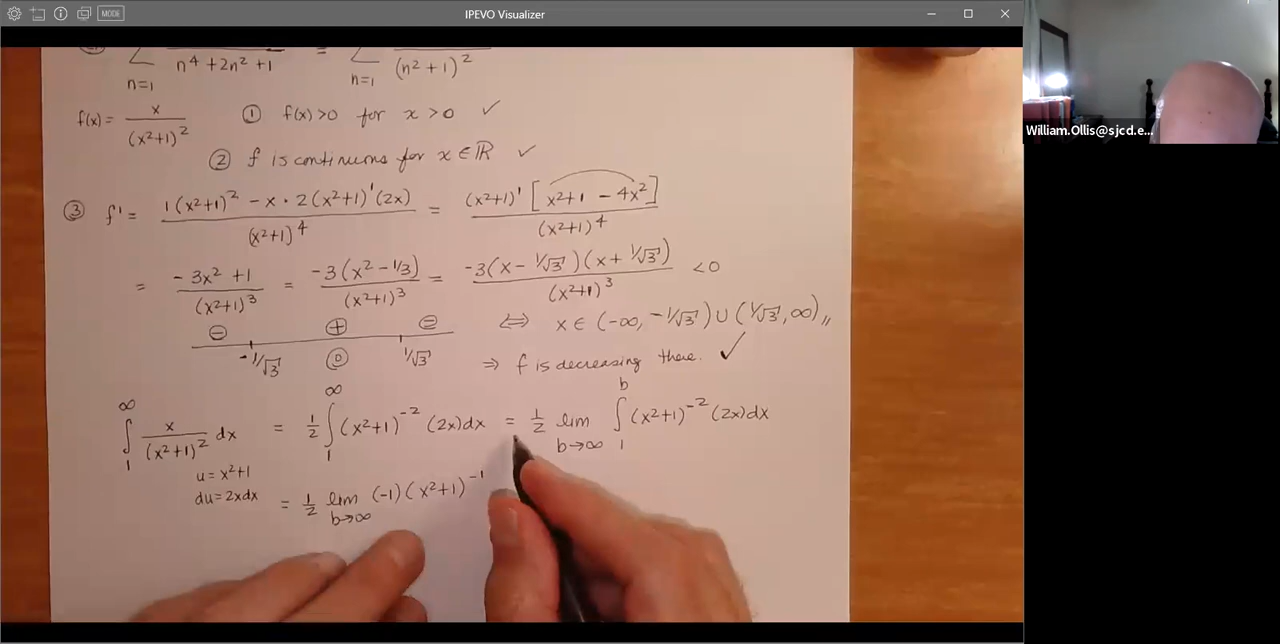 MODE
IPEVO Visualizer
William.Ollis@sjcd.e...
∑ n=1 n⁴+2n²+1 = ∑ n=1 (n²+1)²
f(x) = x/(x²+1)² ① f(x)>0 for x>0 ✓
② f is continuous for x∈ℝ ✓
③ f' = (1(x²+1)² - x·2(x²+1)'(2x))/(x²+1)⁴ = ((x²+1)'[x²+1 - 4x²])/(x²+1)⁴
= (-3x²+1)/(x²+1)³ = (-3(x²-1/3))/(x²+1)³ = (-3(x-1/√3)(x+1/√3))/(x²+1)³ <0
⊖ ⊕ ⊖ ⇔ x∈(-∞,-1/√3)∪(1/√3,∞),,
-1/√3 ⓪ 1/√3 ⇒ f is decreasing there. ✓
∫₁^∞ x/(x²+1)² dx = ½∫₁^∞ (x²+1)⁻²(2x)dx = ½ lim b→∞ ∫₁^b (x²+1)⁻²(2x)dx
u = x²+1
du = 2xdx = ½ lim b→∞ (-1)(x²+1)⁻¹